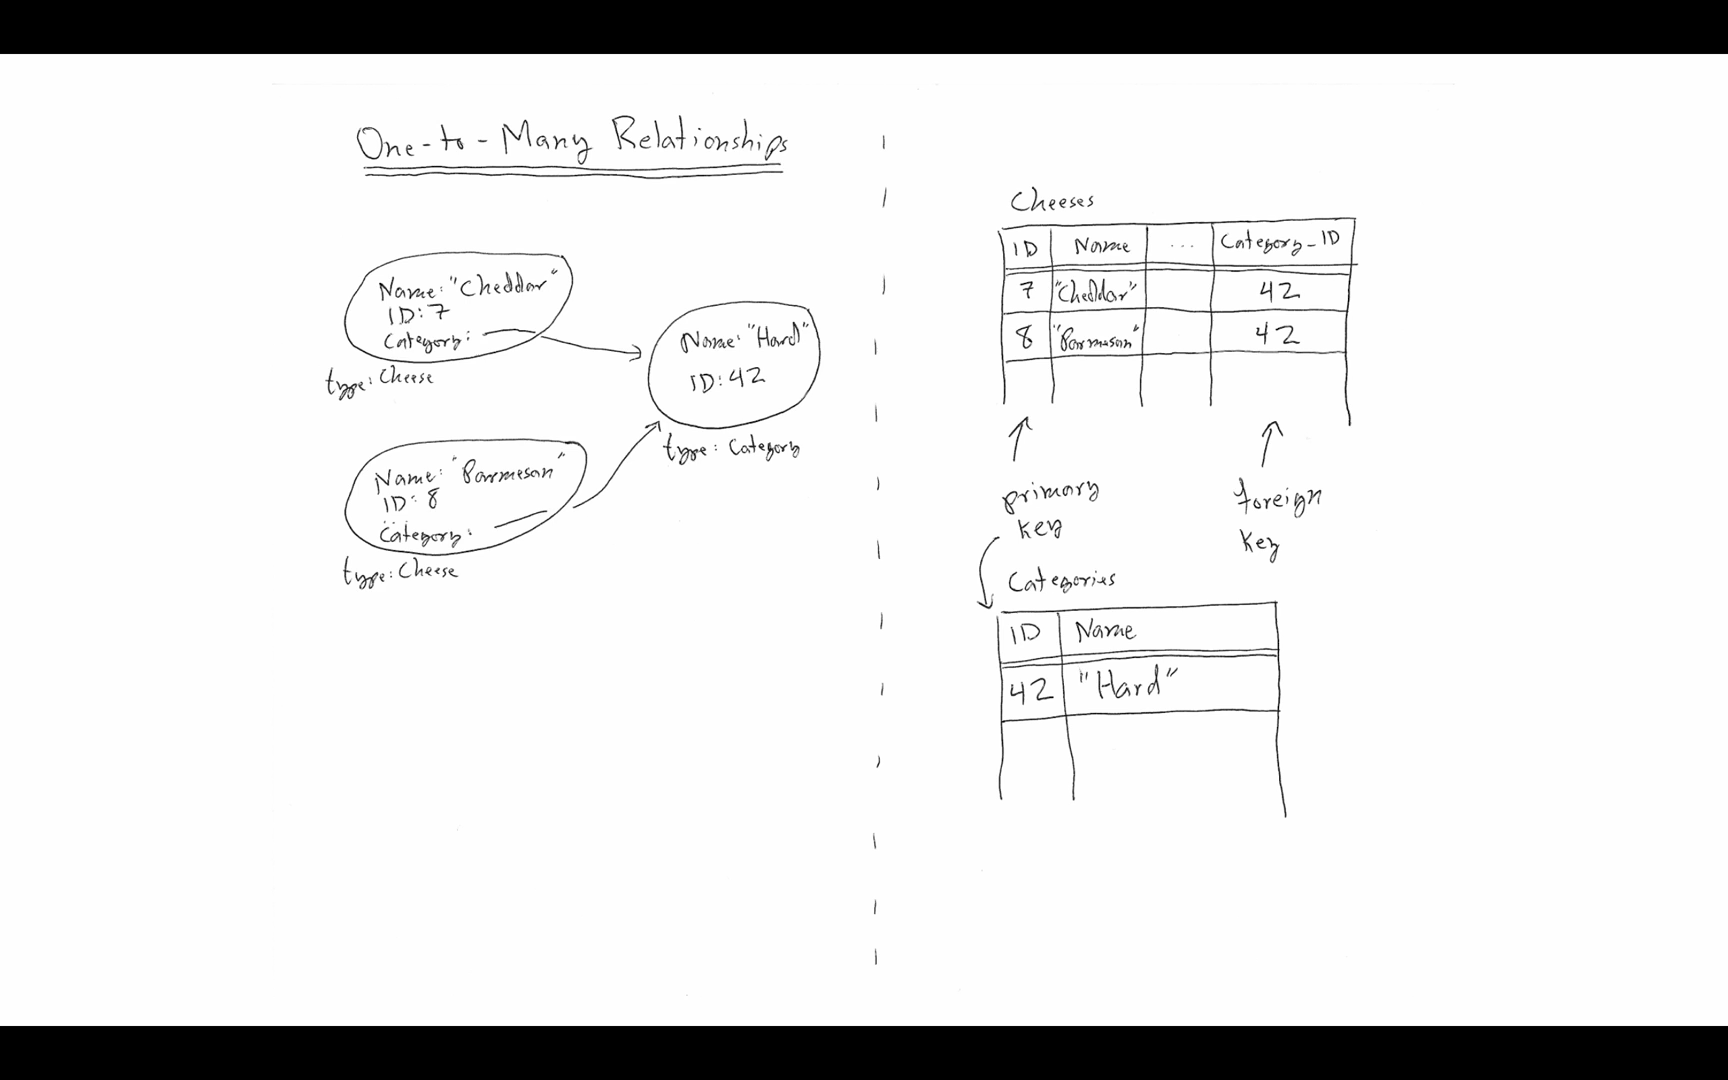 One-to-Many Relationships
Name: "Cheddar"
ID: 7
Category:
type: Cheese
Name: "Hard"
ID: 42
type: Category
Name: "Parmesan"
ID: 8
Category:
type: Cheese
Cheeses
ID Name ... Category_ID
7 "Cheddar" 42
8 "Parmesan" 42
primary
key
foreign
key
Categories
ID Name
42 "Hard"